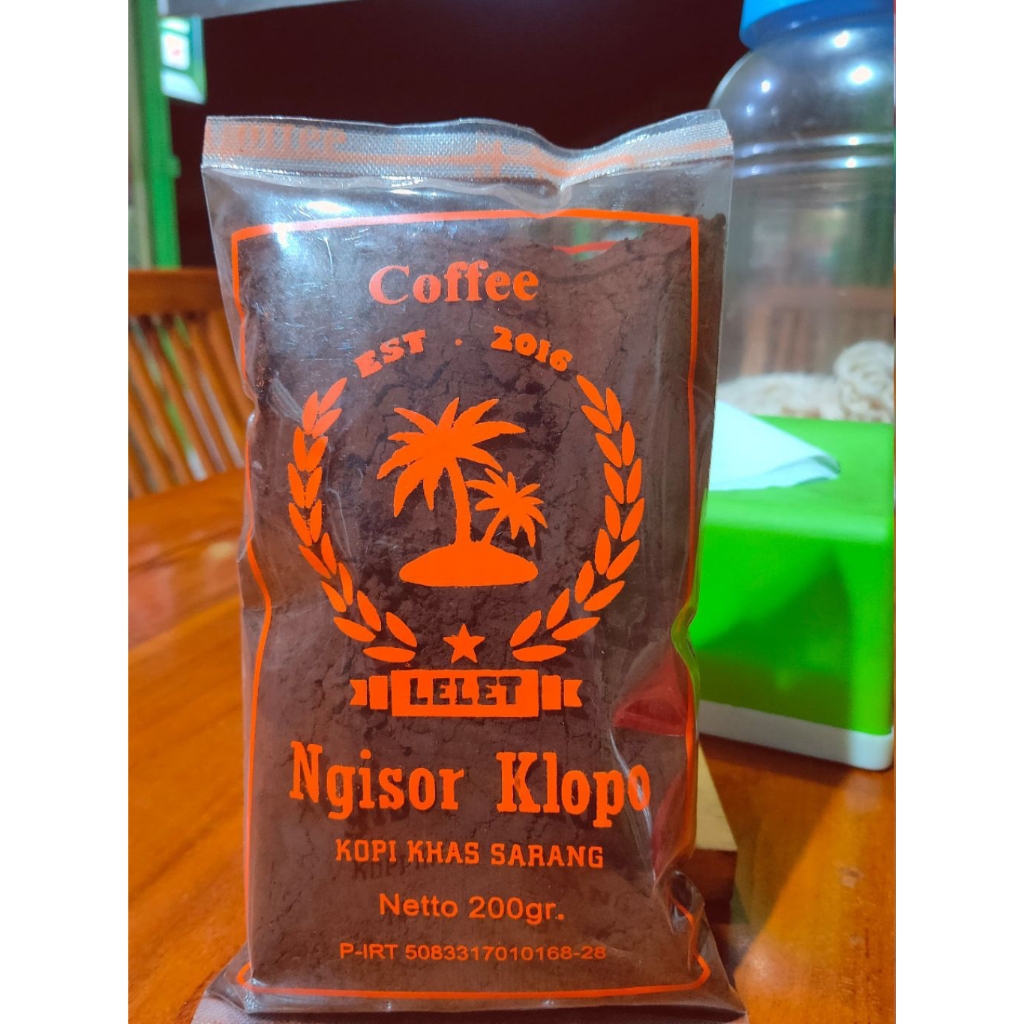 Coffee
EST . 2016
LELET
Ngisor Klopo
KOPI KHAS SARANG
Netto 200gr.
P-IRT 5083317010168-28